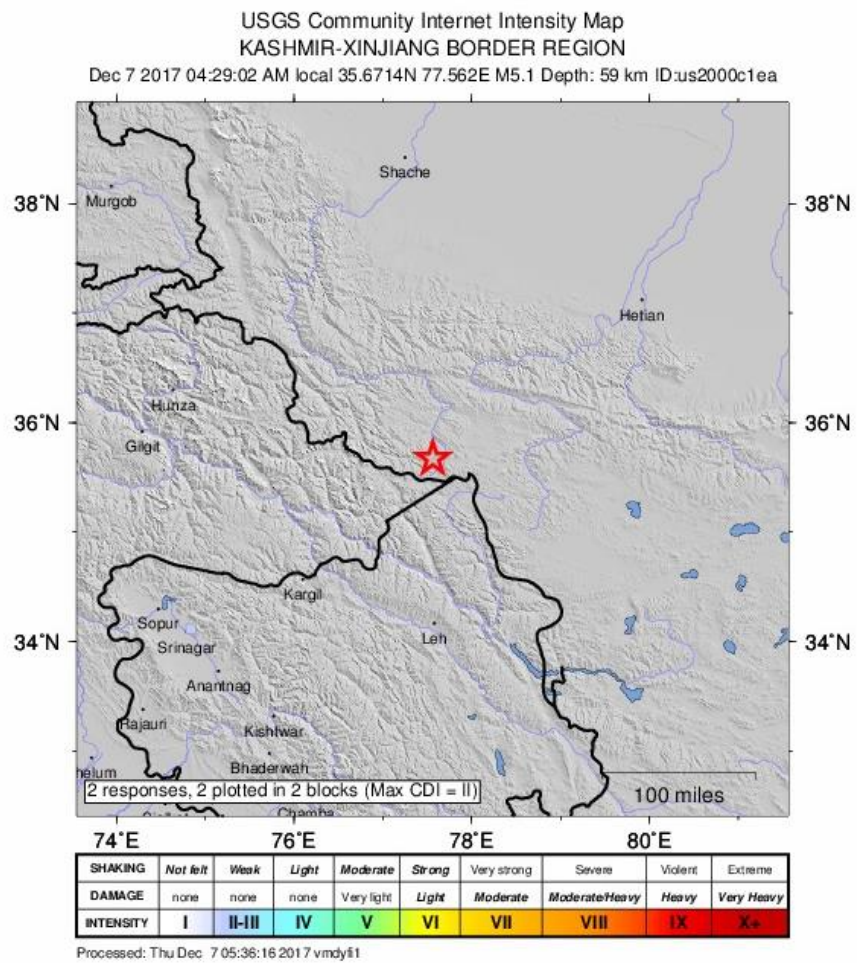 USGS Community Internet Intensity Map
KASHMIR-XINJIANG BORDER REGION
Dec 7 2017 04:29:02 AM local 35.6714N 77.562E M5.1 Depth: 59 km ID:us2000c1ea
Shache
38°N
38°N
Murgob
Hetian
Hunza
36°N
36°N
Gilgit
Kargil
Sopur
34°N
Leh
34°N
Srinagar
Anantnag
Rajauri
Kishtwar
Bhaderwah
helum
2 responses, 2 plotted in 2 blocks (Max CDI = II)
100 miles
Chamba
74°E 76°E 78°E 80°E
SHAKING Not felt Weak Light Moderate Strong Very strong Severe Violent Extreme
DAMAGE none none none Very light Light Moderate Moderate/Heavy Heavy Very Heavy
INTENSITY I II-III IV V VI VII VIII IX X+
Processed: Thu Dec 7 05:36:16 2017 vmdyfi1